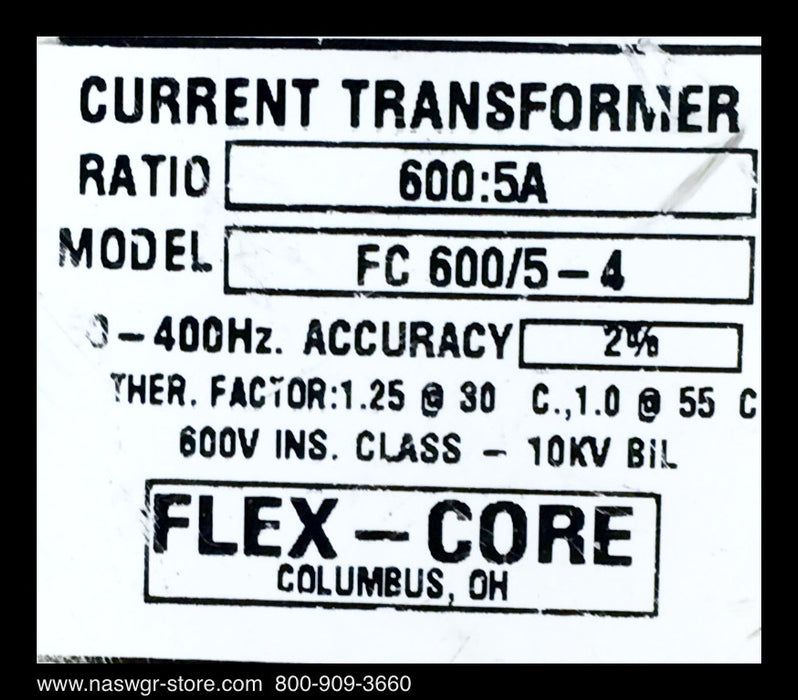 CURRENT TRANSFORMER
RATIO 600:5A
MODEL FC 600/5-4
-400Hz. ACCURACY 2%
THER. FACTOR:1.25 @ 30 C.,1.0 @ 55 C
600V INS. CLASS - 10KV BIL
FLEX-CORE
COLUMBUS, OH
www.naswgr-store.com 800-909-3660